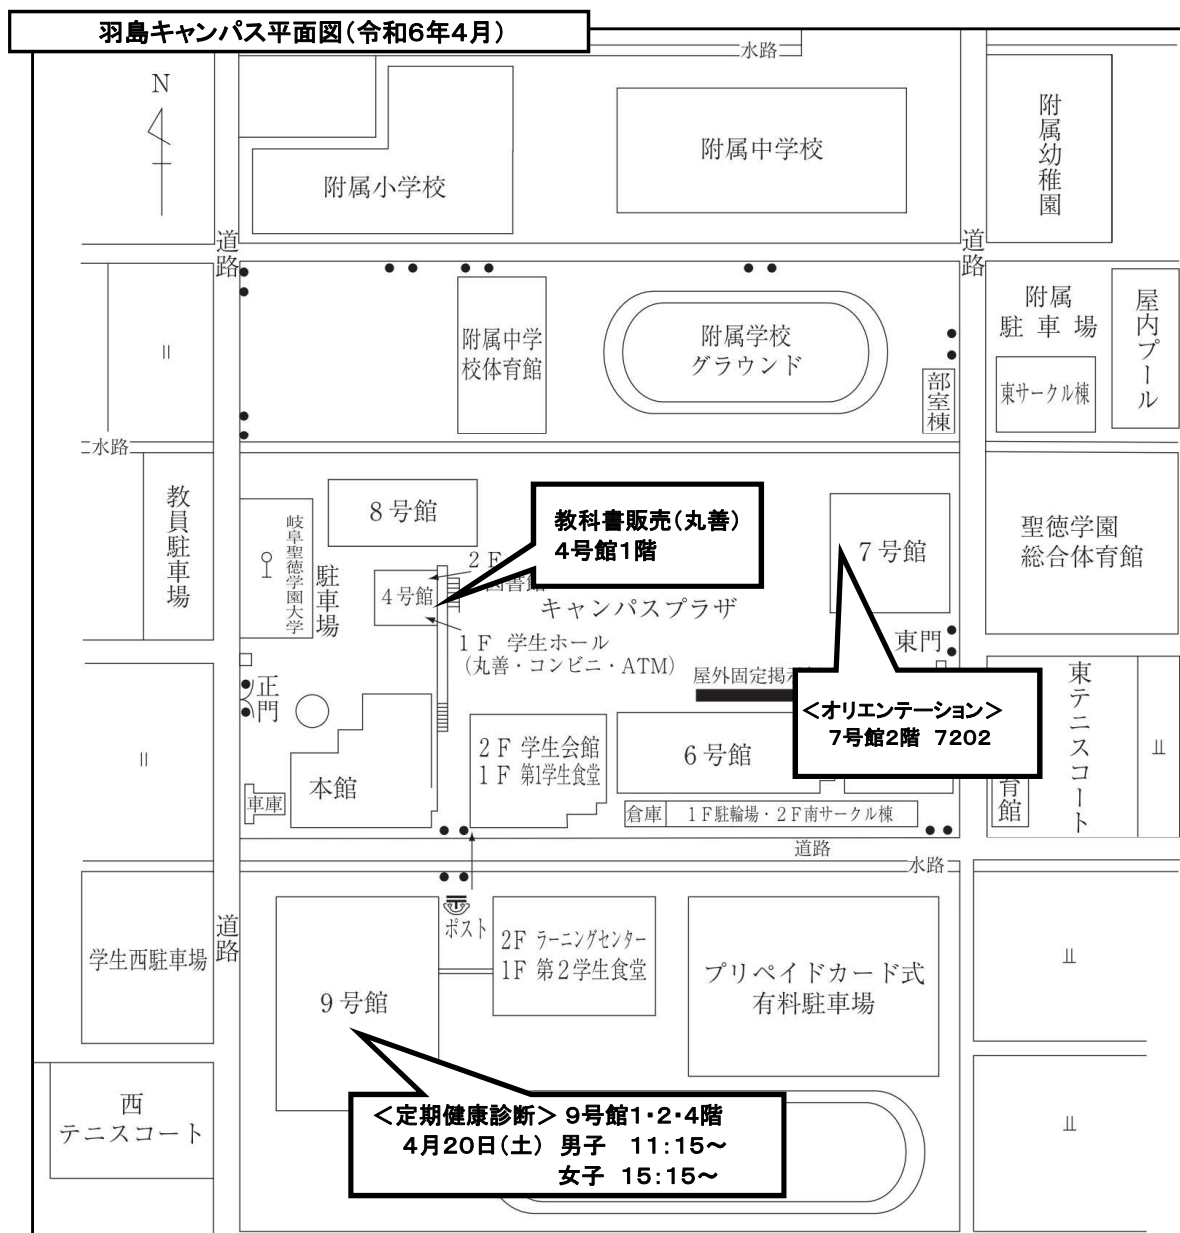 羽島キャンパス平面図(令和6年4月)
水路
N
附属小学校
附属中学校
附属幼稚園
道路
道路
附属中学
校体育館
附属学校
グラウンド
部室棟
附属
駐車場
東サークル棟
屋内プール
水路
教員駐車場
岐阜聖徳学園大学
駐車場
8号館
教科書販売(丸善)
4号館1階
7号館
聖徳学園
総合体育館
2F
4号館
キャンパスプラザ
1F 学生ホール
(丸善・コンビニ・ATM)
東門
正門
屋外固定掲示
<オリエンテーション>
7号館2階 7202
東テニスコート
2F 学生会館
1F 第1学生食堂
6号館
本館
車庫
育館
倉庫
1F駐輪場・2F南サークル棟
道路
水路
道路
学生西駐車場
ポスト
2F ラーニングセンター
1F 第2学生食堂
プリペイドカード式
有料駐車場
9号館
西
テニスコート
<定期健康診断> 9号館1・2・4階
4月20日(土) 男子 11:15~
女子 15:15~